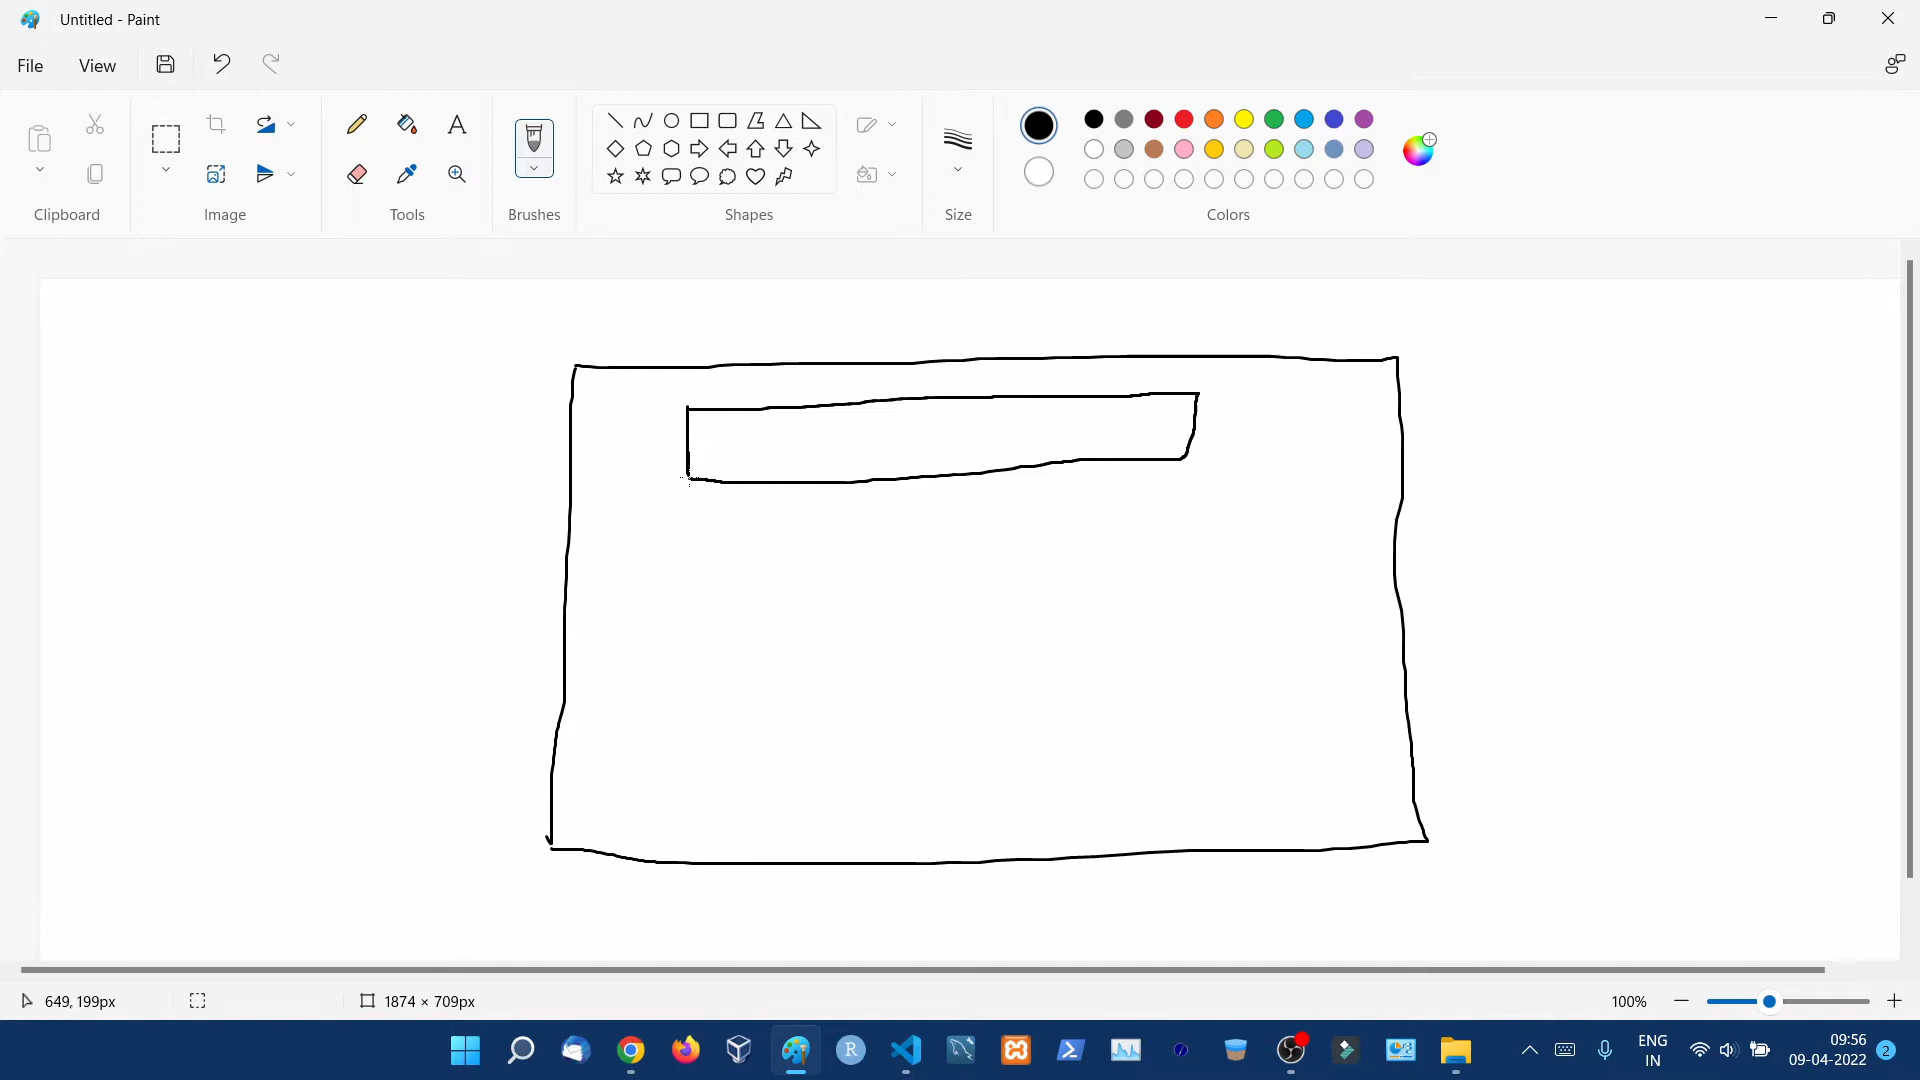 Untitled - Paint
File View
Clipboard Image Tools Brushes Shapes Size Colors
649, 199px 1874 × 709px 100%
ENG 09:56
IN 09-04-2022 2